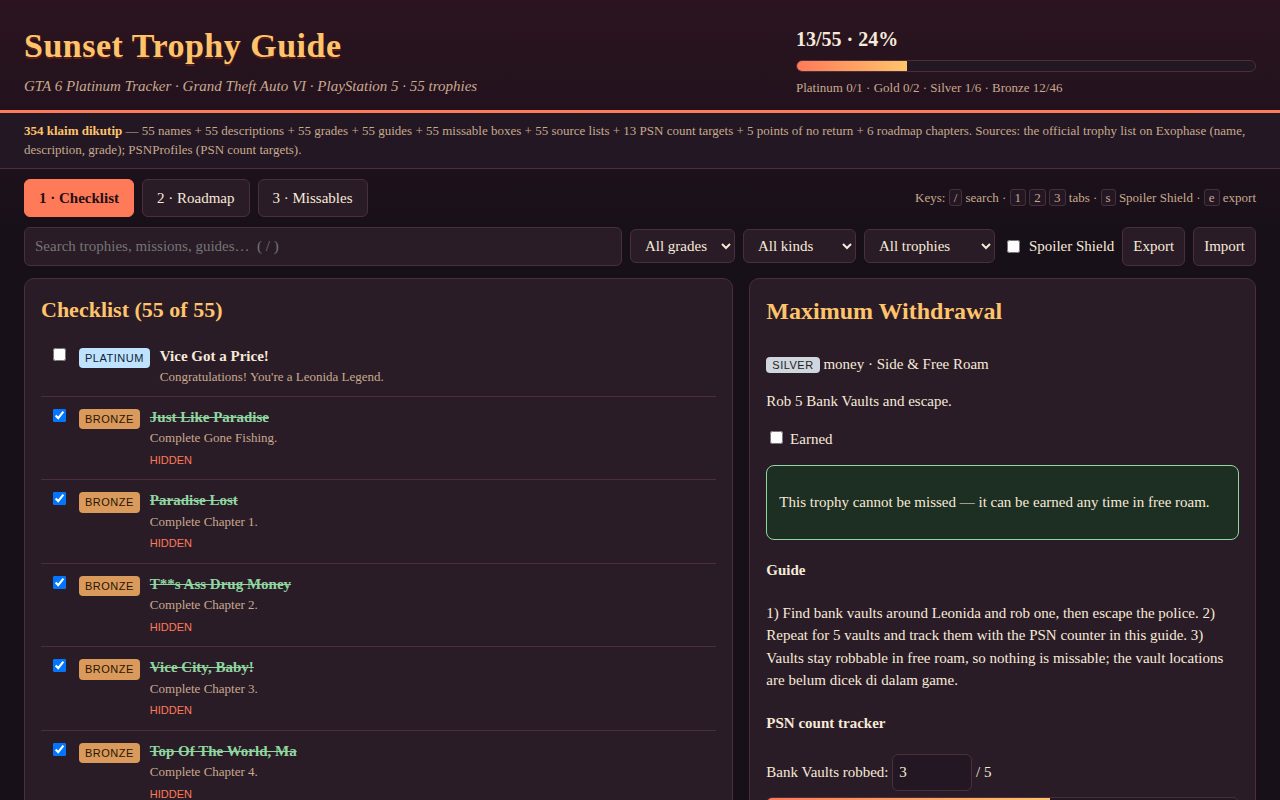 Sunset Trophy Guide
GTA 6 Platinum Tracker · Grand Theft Auto VI · PlayStation 5 · 55 trophies
13/55 · 24%
Platinum 0/1 · Gold 0/2 · Silver 1/6 · Bronze 12/46
354 klaim dikutip — 55 names + 55 descriptions + 55 grades + 55 guides + 55 missable boxes + 55 source lists + 13 PSN count targets + 5 points of no return + 6 roadmap chapters. Sources: the official trophy list on Exophase (name,
description, grade); PSNProfiles (PSN count targets).
1 · Checklist
2 · Roadmap
3 · Missables
Keys: / search · 1 2 3 tabs · s Spoiler Shield · e export
Search trophies, missions, guides… ( / )
All grades
All kinds
All trophies
Spoiler Shield
Export
Import
Checklist (55 of 55)
PLATINUM Vice Got a Price!
Congratulations! You're a Leonida Legend.
BRONZE Just Like Paradise
Complete Gone Fishing.
HIDDEN
BRONZE Paradise Lost
Complete Chapter 1.
HIDDEN
BRONZE T**s Ass Drug Money
Complete Chapter 2.
HIDDEN
BRONZE Vice City, Baby!
Complete Chapter 3.
HIDDEN
BRONZE Top Of The World, Ma
Complete Chapter 4.
HIDDEN
Maximum Withdrawal
SILVER money · Side & Free Roam
Rob 5 Bank Vaults and escape.
Earned
This trophy cannot be missed — it can be earned any time in free roam.
Guide
1) Find bank vaults around Leonida and rob one, then escape the police. 2)
Repeat for 5 vaults and track them with the PSN counter in this guide. 3)
Vaults stay robbable in free roam, so nothing is missable; the vault locations
are belum dicek di dalam game.
PSN count tracker
Bank Vaults robbed: 3 / 5